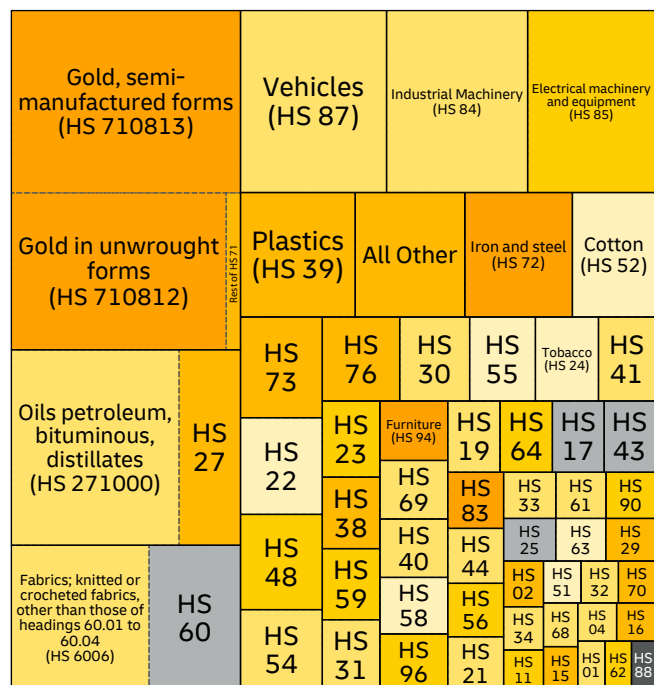 Gold, semi-
manufactured forms
(HS 710813)
Vehicles
(HS 87)
Industrial Machinery
(HS 84)
Electrical machinery
and equipment
(HS 85)
Gold in unwrought
forms
(HS 710812)
Rest of HS 71
Plastics
(HS 39)
All Other
Iron and steel
(HS 72)
Cotton
(HS 52)
Oils petroleum,
bituminous,
distillates
(HS 271000)
HS
27
Fabrics; knitted or
crocheted fabrics,
other than those of
headings 60.01 to
60.04
(HS 6006)
HS
60
HS
73
HS
22
HS
48
HS
54
HS
76
HS
30
HS
55
Tobacco
(HS 24)
HS
41
HS
23
HS
38
HS
59
HS
31
Furniture
(HS 94)
HS
69
HS
40
HS
58
HS
96
HS
19
HS
64
HS
17
HS
43
HS
83
HS
44
HS
56
HS
21
HS
33
HS
61
HS
90
HS
25
HS
63
HS
29
HS
02
HS
51
HS
32
HS
70
HS
34
HS
68
HS
04
HS
16
HS
11
HS
15
HS
01
HS
62
HS
88